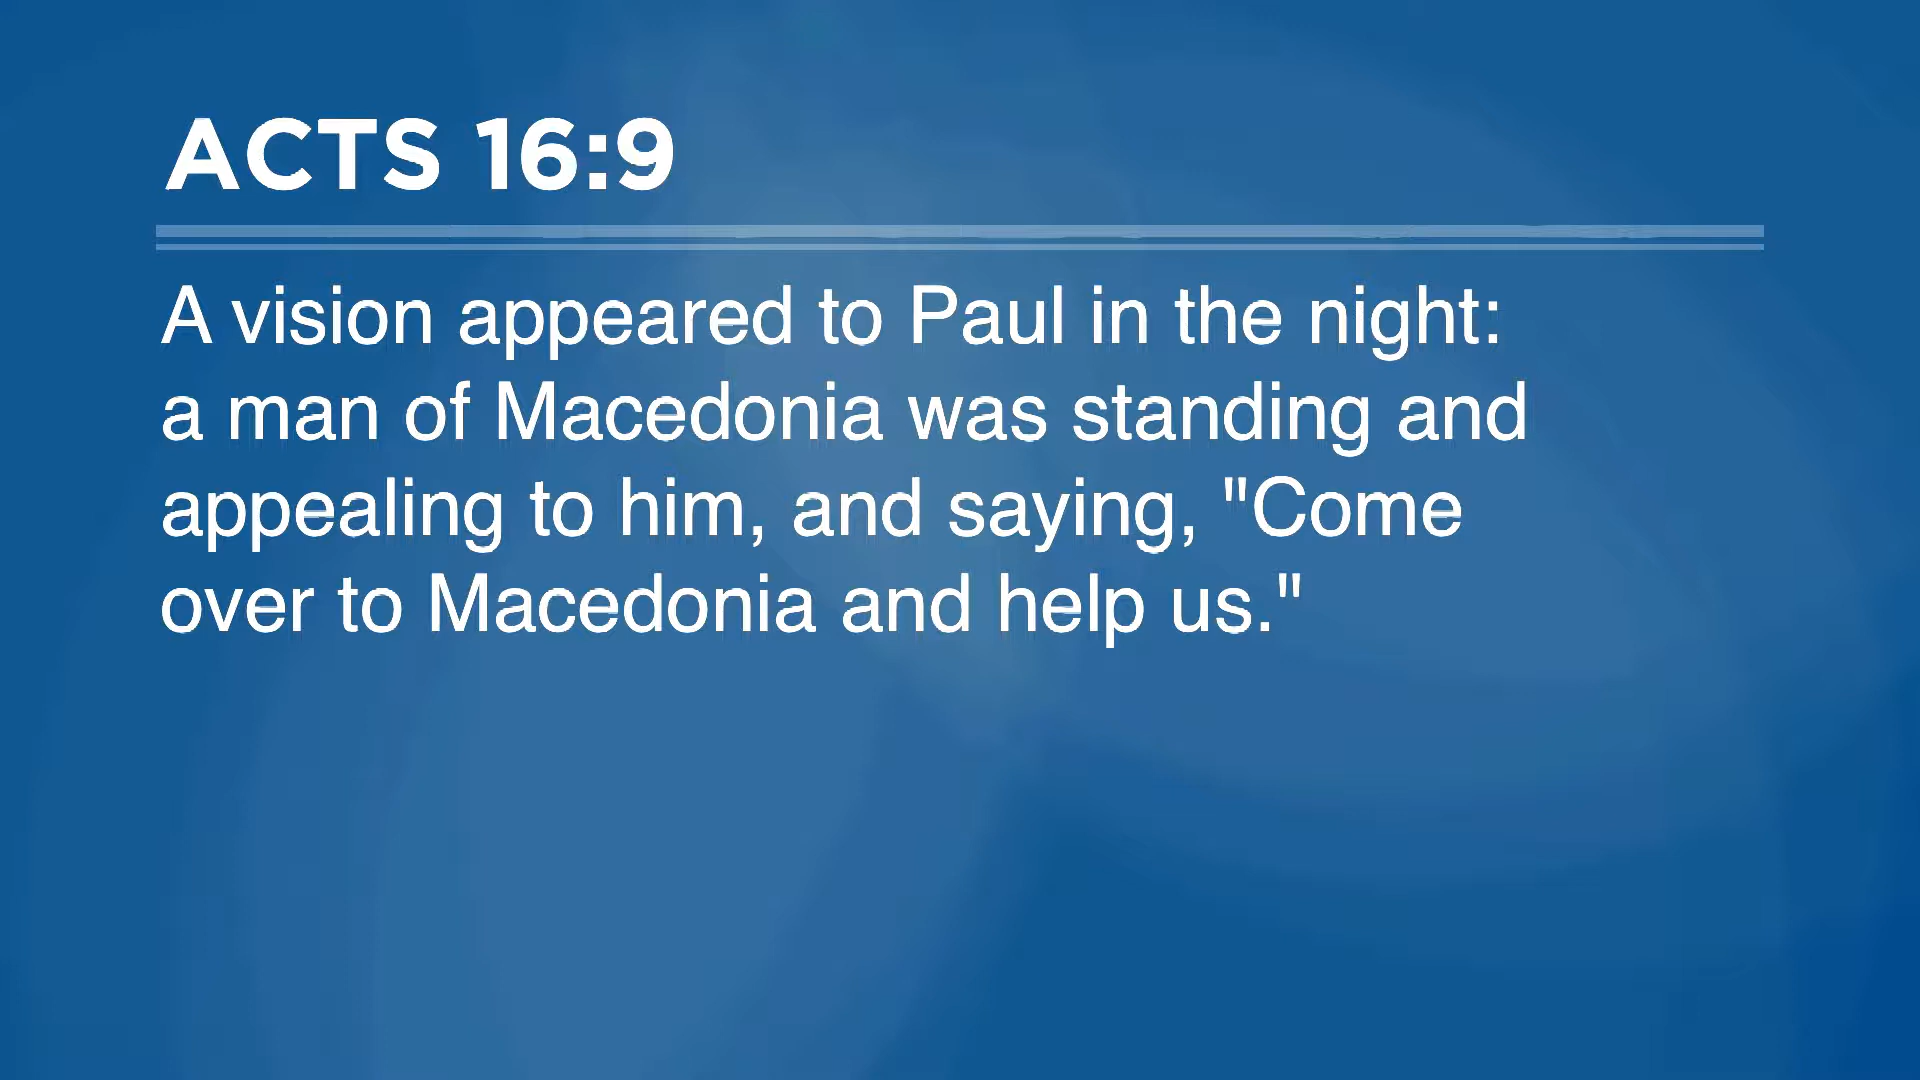 ACTS 16:9
A vision appeared to Paul in the night:
a man of Macedonia was standing and
appealing to him, and saying, "Come
over to Macedonia and help us."